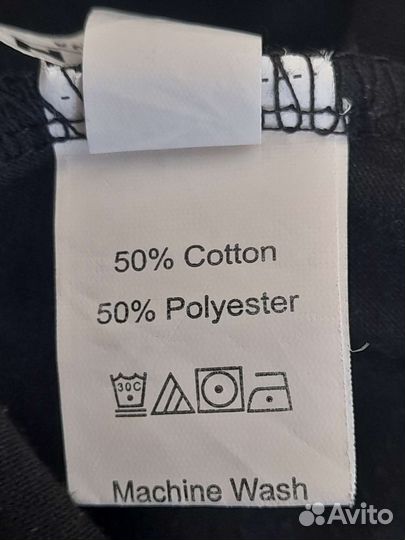 50% Cotton
50% Polyester
30C
Machine Wash
Avito